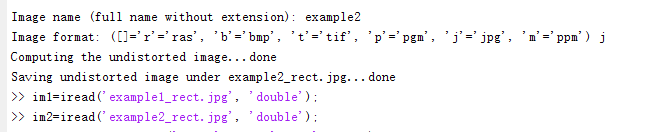 Image name (full name without extension): example2
Image format: ([]='r'='ras', 'b'='bmp', 't'='tif', 'p'='pgm', 'j'='jpg', 'm'='ppm') j
Computing the undistorted image...done
Saving undistorted image under example2_rect.jpg...done
>> im1=iread('example1_rect.jpg', 'double');
>> im2=iread('example2_rect.jpg', 'double');